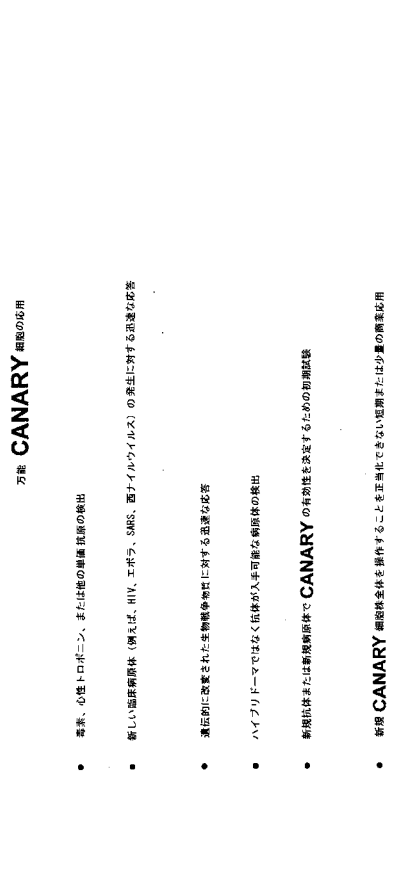 万能 CANARY 細胞の応用
● 毒素、心性トロポニン、または他の単価抗原の検出
● 新しい臨床病原体（例えば、HIV、エボラ、SARS、西ナイルウイルス）の発生に対する迅速な応答
● 遺伝的に改変された生物戦争物質に対する迅速な応答
● ハイブリドーマではなく抗体が入手可能な病原体の検出
● 新規抗体または新規病原体で CANARY の有効性を決定するための初期試験
● 新規 CANARY 細胞株全体を操作することを正当化できない短期または少量の商業応用